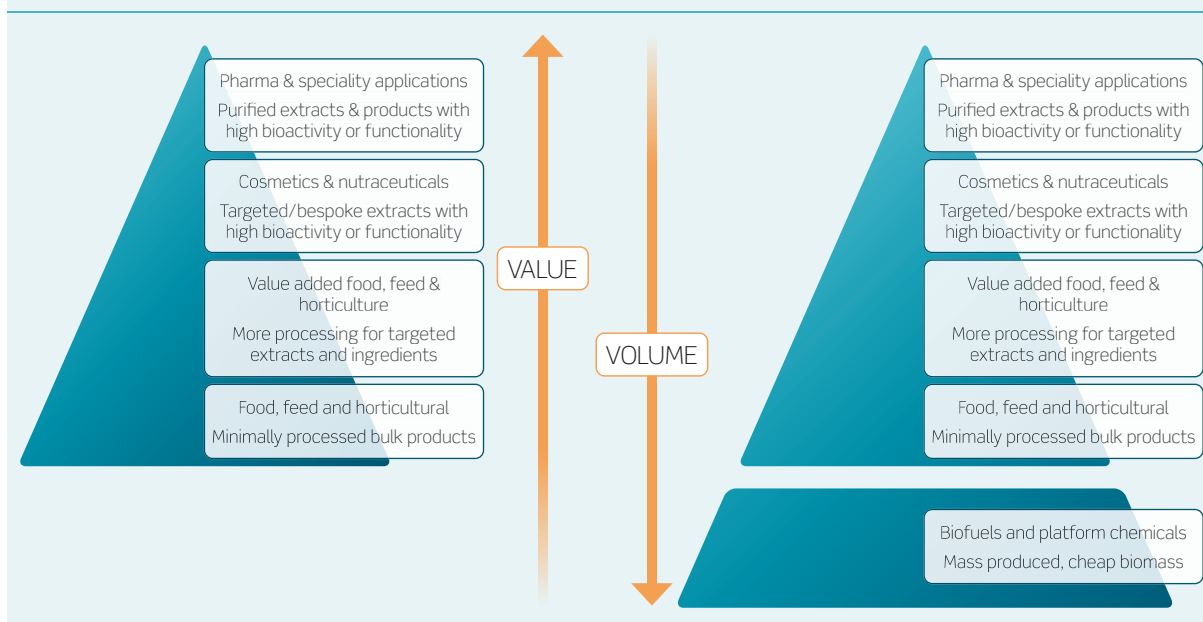 Pharma & speciality applications
Purified extracts & products with
high bioactivity or functionality
Cosmetics & nutraceuticals
Targeted/bespoke extracts with
high bioactivity or functionality
Value added food, feed &
horticulture
More processing for targeted
extracts and ingredients
Food, feed and horticultural
Minimally processed bulk products
VALUE
VOLUME
Pharma & speciality applications
Purified extracts & products with
high bioactivity or functionality
Cosmetics & nutraceuticals
Targeted/bespoke extracts with
high bioactivity or functionality
Value added food, feed &
horticulture
More processing for targeted
extracts and ingredients
Food, feed and horticultural
Minimally processed bulk products
Biofuels and platform chemicals
Mass produced, cheap biomass